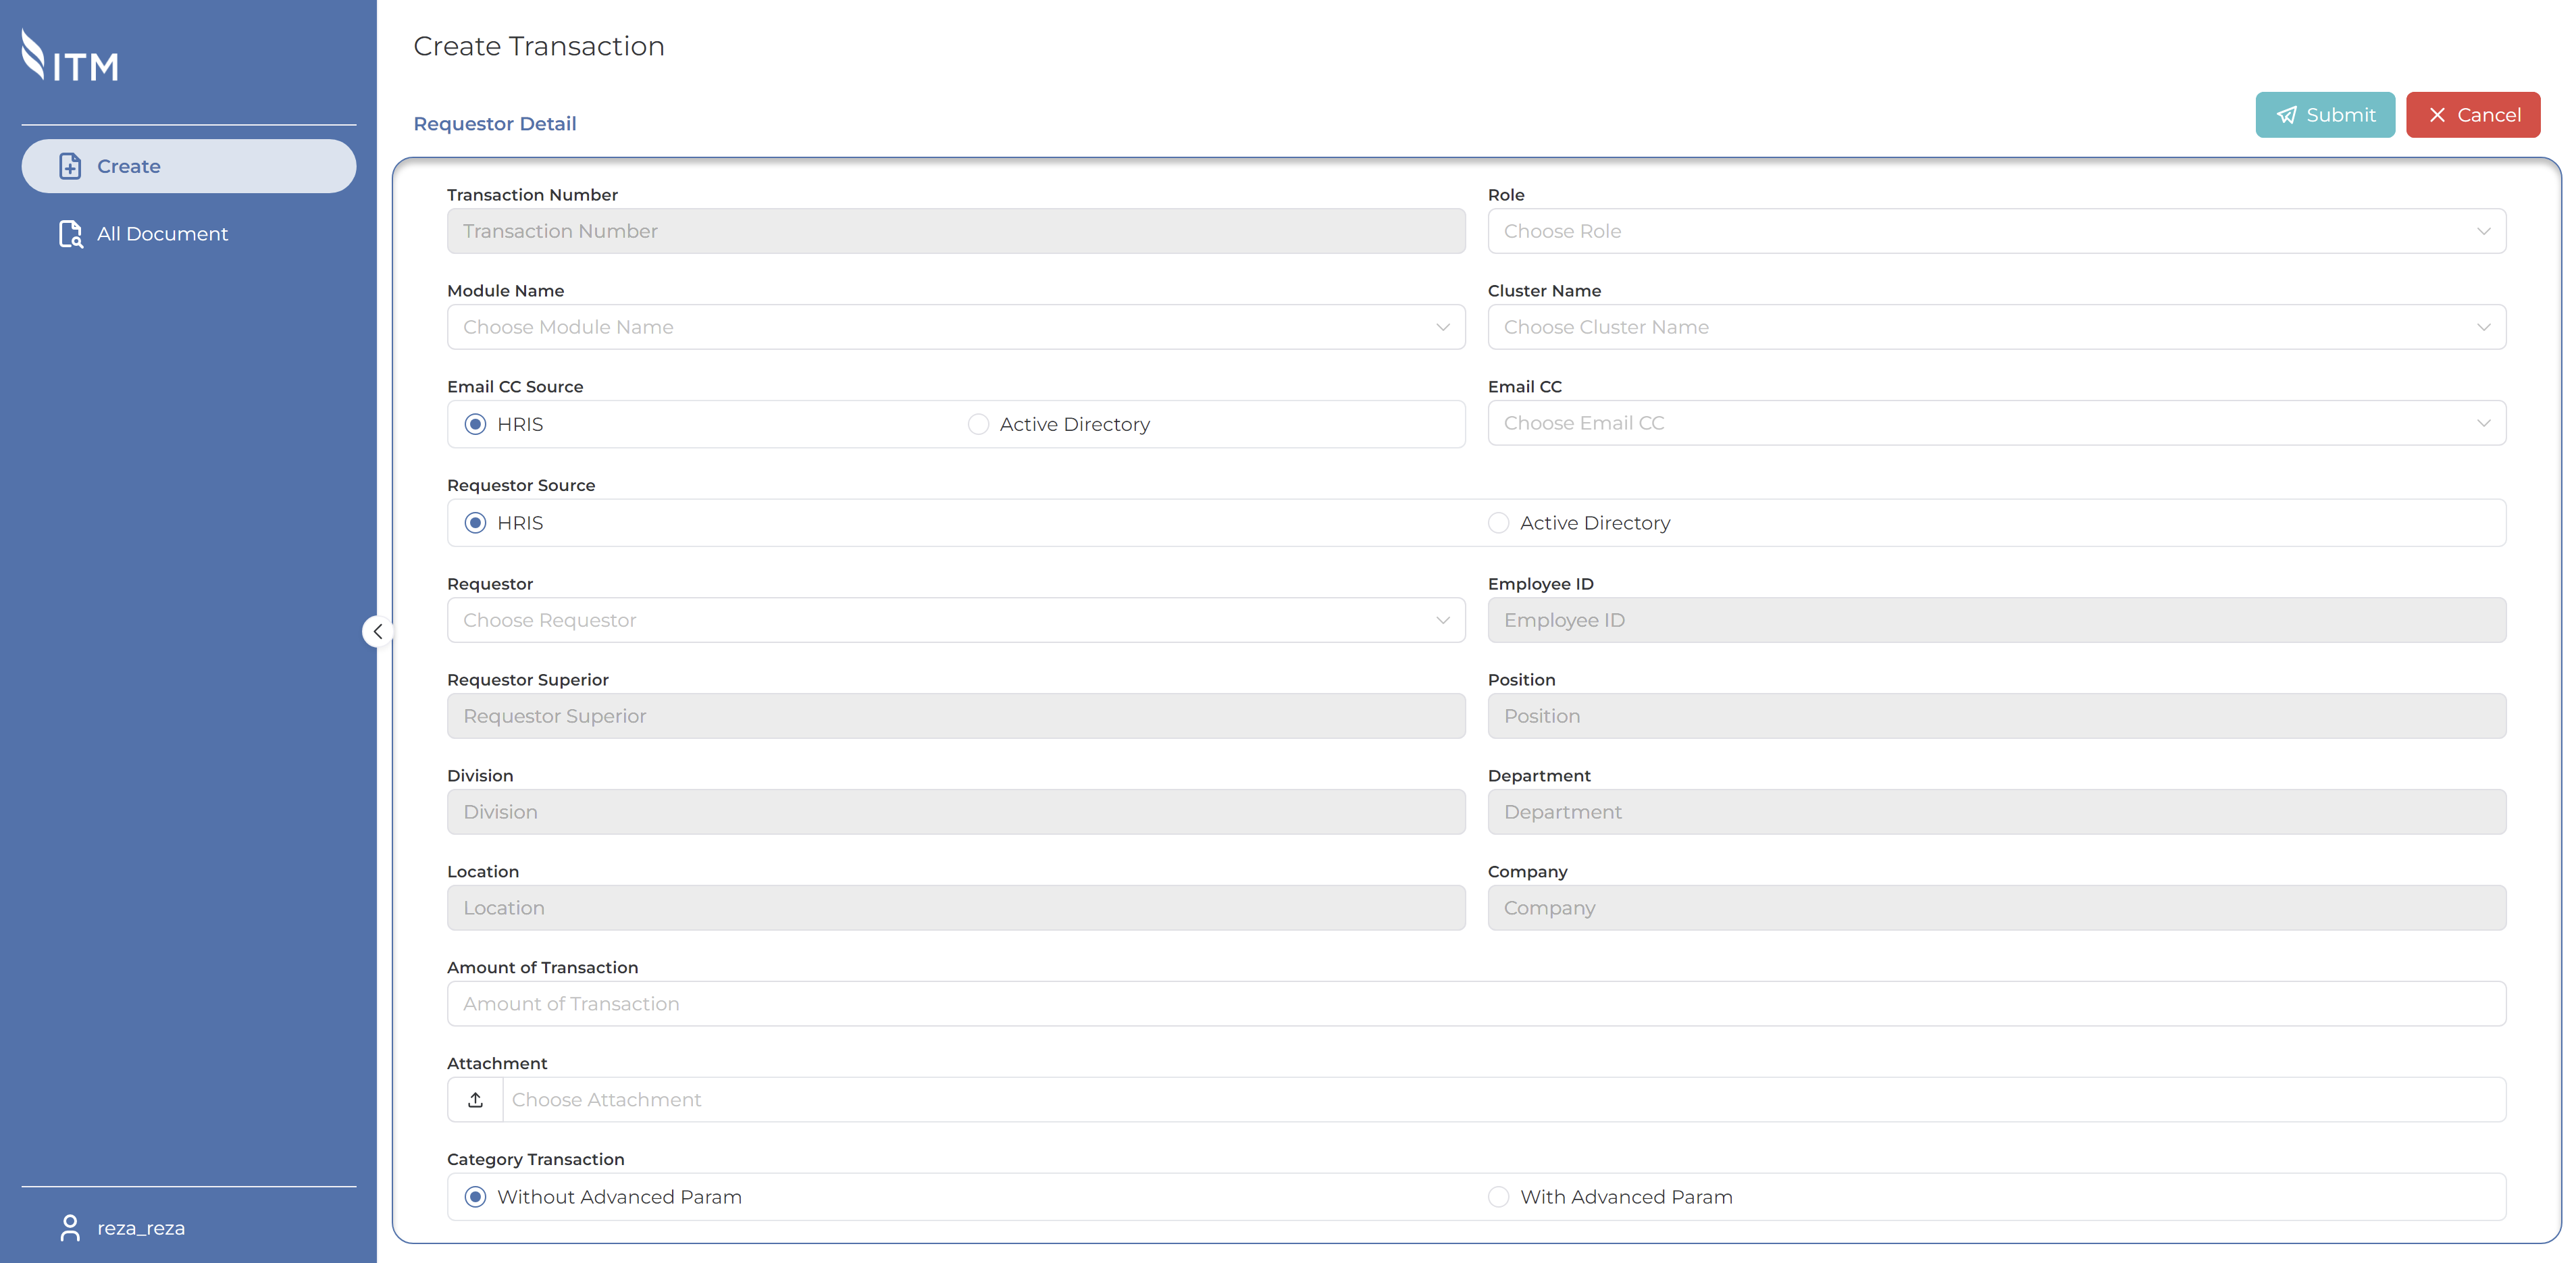 ITM
Create
All Document
reza_reza
Create Transaction
Requestor Detail
Submit
Cancel
Transaction Number
Transaction Number
Role
Choose Role
Module Name
Choose Module Name
Cluster Name
Choose Cluster Name
Email CC Source
HRIS
Active Directory
Email CC
Choose Email CC
Requestor Source
HRIS
Active Directory
Requestor
Choose Requestor
Employee ID
Employee ID
Requestor Superior
Requestor Superior
Position
Position
Division
Division
Department
Department
Location
Location
Company
Company
Amount of Transaction
Amount of Transaction
Attachment
Choose Attachment
Category Transaction
Without Advanced Param
With Advanced Param